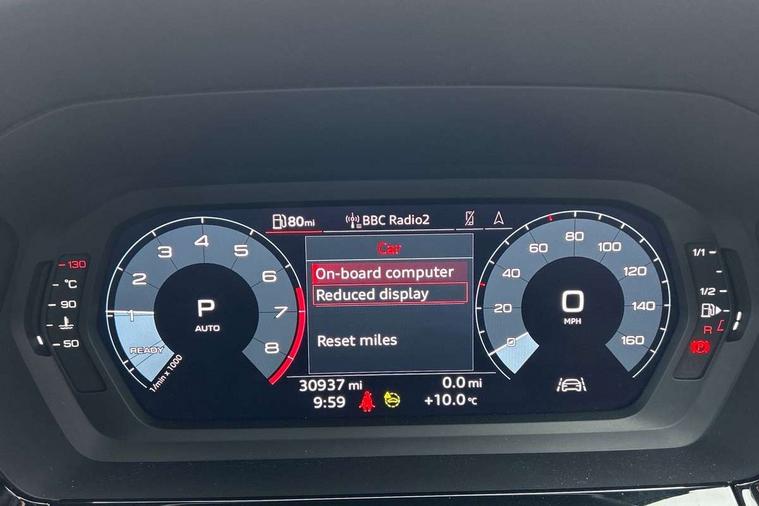 80mi
BBC Radio2
Car
On-board computer
Reduced display
Reset miles
30937 mi
0.0 mi
9:59
+10.0 °C
130
°C
90
50
1
2
3
4
5
6
7
8
P
AUTO
READY
1/min x 1000
0
20
40
60
80
100
120
140
160
0
MPH
1/1
1/2
R